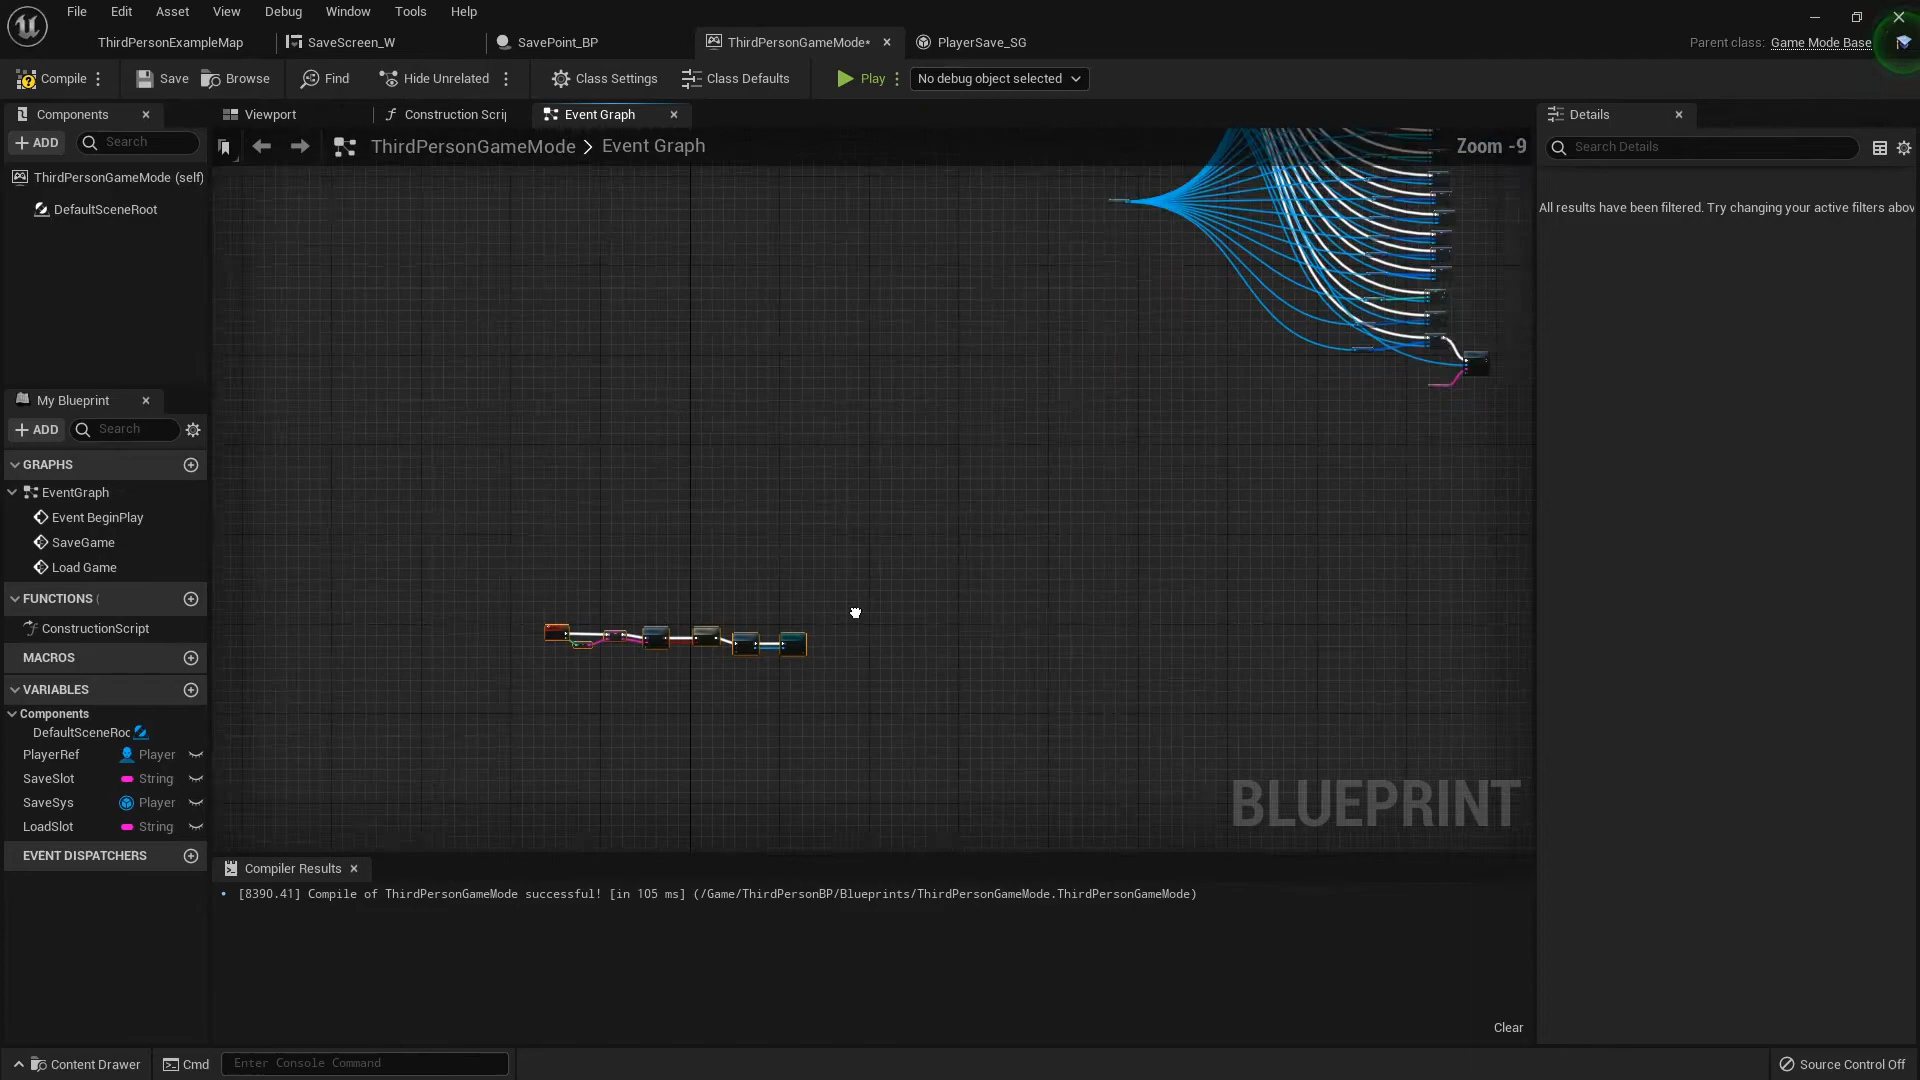 File Edit Asset View Debug Window Tools Help
ThirdPersonExampleMap SaveScreen_W SavePoint_BP ThirdPersonGameMode* PlayerSave_SG Parent class: Game Mode Base
Compile Save Browse Find Hide Unrelated Class Settings Class Defaults Play No debug object selected
Components Viewport Construction Scri Event Graph Details
ADD Search ThirdPersonGameMode > Event Graph Zoom -9 Search Details
ThirdPersonGameMode (self)
All results have been filtered. Try changing your active filters abov
DefaultSceneRoot
My Blueprint
ADD Search
GRAPHS
EventGraph
Event BeginPlay
SaveGame
Load Game
FUNCTIONS (
ConstructionScript
MACROS
VARIABLES
Components
DefaultSceneRoo
PlayerRef Player
SaveSlot String
SaveSys Player
LoadSlot String
BLUEPRINT
EVENT DISPATCHERS
Compiler Results
[8390.41] Compile of ThirdPersonGameMode successful! [in 105 ms] (/Game/ThirdPersonBP/Blueprints/ThirdPersonGameMode.ThirdPersonGameMode)
Clear
Content Drawer Cmd Enter Console Command Source Control Off